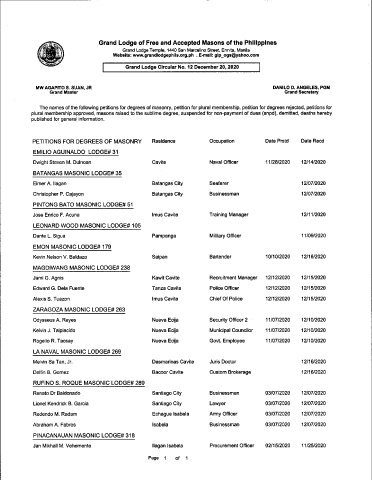 Grand Lodge of Free and Accepted Masons of the Philippines
Grand Lodge Temple, 1440 San Marcelino Street, Ermita, Manila
Website: www.grandlodgephils.org.ph . E-mail: glp_ogs@yahoo.com
Grand Lodge Circular No. 12 December 20, 2020
MW AGAPITO S. SUAN, JR DANILO D. ANGELES, PGM
Grand Master Grand Secretary
The names of the following petitions for degrees of masonry, petition for plural membership, petition for degrees rejected, petitions for
plural membership approved, masons raised to the sublime degree, suspended for non-payment of dues (snpd), demitted, deaths hereby
published for general information.
PETITIONS FOR DEGREES OF MASONRY Residence Occupation Date Prcsd Date Recd
EMILIO AGUINALDO LODGE# 31
Dwight Steven M. Dulnoan Cavite Naval Officer 11/28/2020 12/14/2020
BATANGAS MASONIC LODGE# 35
Elmer A. Ilagan Batangas City Seafarer 12/07/2020
Christopher P. Cajayon Batangas City Businessman 12/07/2020
PINTONG BATO MASONIC LODGE# 51
Jose Enrico F. Acuna Imus Cavite Training Manager 12/11/2020
LEONARD WOOD MASONIC LODGE# 105
Dante L. Sigua Pampanga Military Officer 11/09/2020
EMON MASONIC LODGE# 179
Kevin Nelson V. Baldazo Saipan Bartender 10/10/2020 12/16/2020
MAGDIWANG MASONIC LODGE# 238
Jarri G. Agnis Kawit Cavite Recruitment Manager 12/12/2020 12/15/2020
Edward G. Dela Fuente Tanza Cavite Police Officer 12/12/2020 12/15/2020
Alexis S. Tuazon Imus Cavite Chief Of Police 12/12/2020 12/15/2020
ZARAGOZA MASONIC LODGE# 263
Odysseus A. Reyes Nueva Ecija Security Officer 2 11/07/2020 12/10/2020
Kelvin J. Talplacido Nueva Ecija Municipal Councilor 11/07/2020 12/10/2020
Rogelio R. Tacsay Nueva Ecija Govt. Employee 11/07/2020 12/10/2020
LA NAVAL MASONIC LODGE# 269
Mervin Sa Tan, Jr. Dasmarinas Cavite Juris Doctor 12/16/2020
Delfin B. Gomez Bacoor Cavite Custom Brokerage 12/16/2020
RUFINO S. ROQUE MASONIC LODGE# 289
Renato Dr Baldonado Santiago City Businessman 03/07/2020 12/07/2020
Lionel Kendrick B. Garcia Santiago City Lawyer 03/07/2020 12/07/2020
Redendo M. Radam Echague Isabela Army Officer 03/07/2020 12/07/2020
Abraham A. Fabros Isabela Businessman 03/07/2020 12/07/2020
PINACANAUAN MASONIC LODGE# 318
Jan Mikhail M. Vehemente Ilagan Isabela Procurement Officer 02/15/2020 11/25/2020
Page 1 of 1